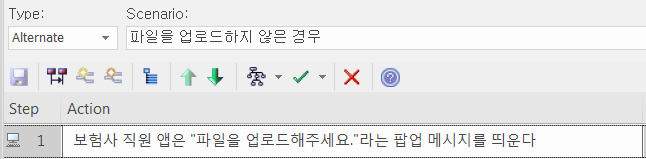 Type: Scenario:
Alternate 파일을 업로드하지 않은 경우
Step Action
1 보험사 직원 앱은 "파일을 업로드해주세요."라는 팝업 메시지를 띄운다